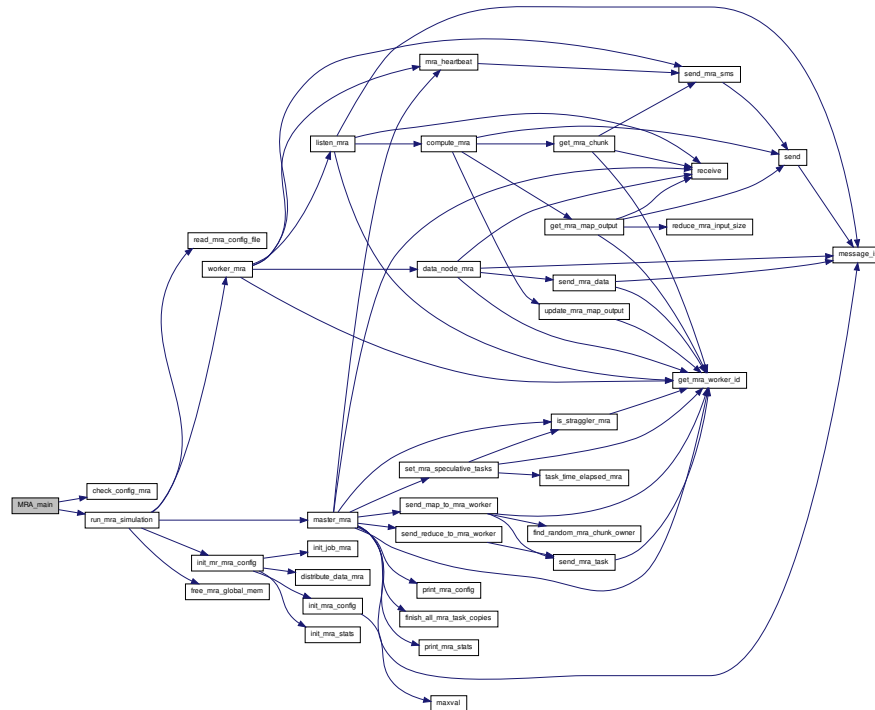 mra_heartbeat
send_mra_sms
listen_mra
compute_mra
get_mra_chunk
send
receive
get_mra_map_output
reduce_mra_input_size
read_mra_config_file
message_i
worker_mra
data_node_mra
send_mra_data
update_mra_map_output
get_mra_worker_id
is_straggler_mra
set_mra_speculative_tasks
task_time_elapsed_mra
check_config_mra
MRA_main
run_mra_simulation
master_mra
send_map_to_mra_worker
find_random_mra_chunk_owner
send_reduce_to_mra_worker
init_job_mra
init_mr_mra_config
send_mra_task
distribute_data_mra
free_mra_global_mem
print_mra_config
init_mra_config
finish_all_mra_task_copies
init_mra_stats
print_mra_stats
maxval